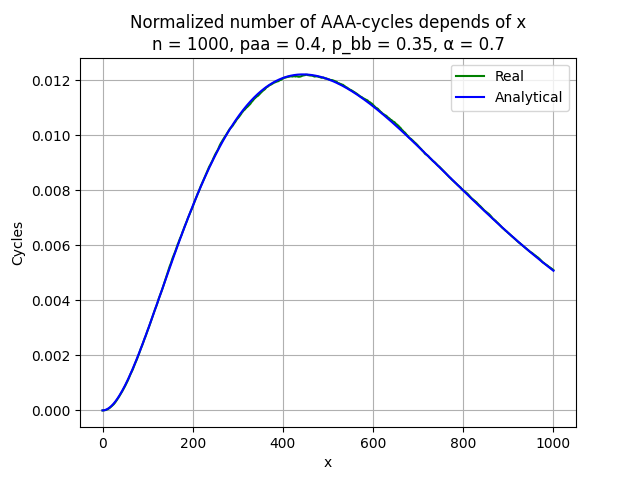 Normalized number of AAA-cycles depends of x
n = 1000, paa = 0.4, p_bb = 0.35, α = 0.7
Real
Analytical
Cycles
0.012
0.010
0.008
0.006
0.004
0.002
0.000
0 200 400 600 800 1000
x